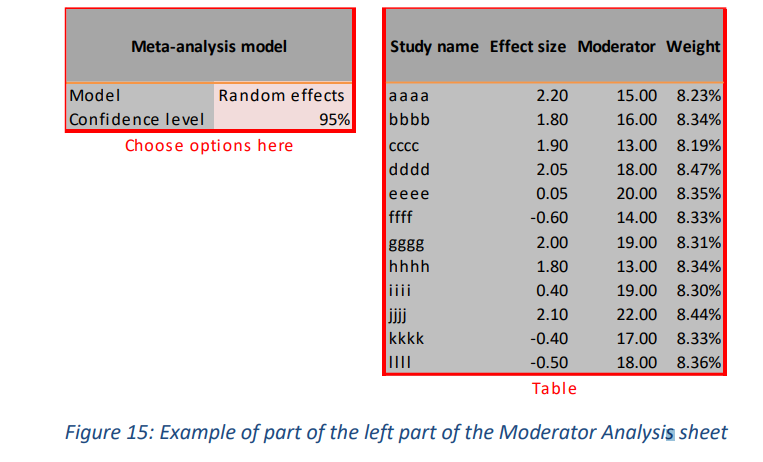 Meta-analysis model
Model Random effects
Confidence level 95%
Choose options here
Study name Effect size Moderator Weight
aaaa 2.20 15.00 8.23%
bbbb 1.80 16.00 8.34%
cccc 1.90 13.00 8.19%
dddd 2.05 18.00 8.47%
eeee 0.05 20.00 8.35%
ffff -0.60 14.00 8.33%
gggg 2.00 19.00 8.31%
hhhh 1.80 13.00 8.34%
iiii 0.40 19.00 8.30%
jjjj 2.10 22.00 8.44%
kkkk -0.40 17.00 8.33%
llll -0.50 18.00 8.36%
Table
Figure 15: Example of part of the left part of the Moderator Analysis sheet